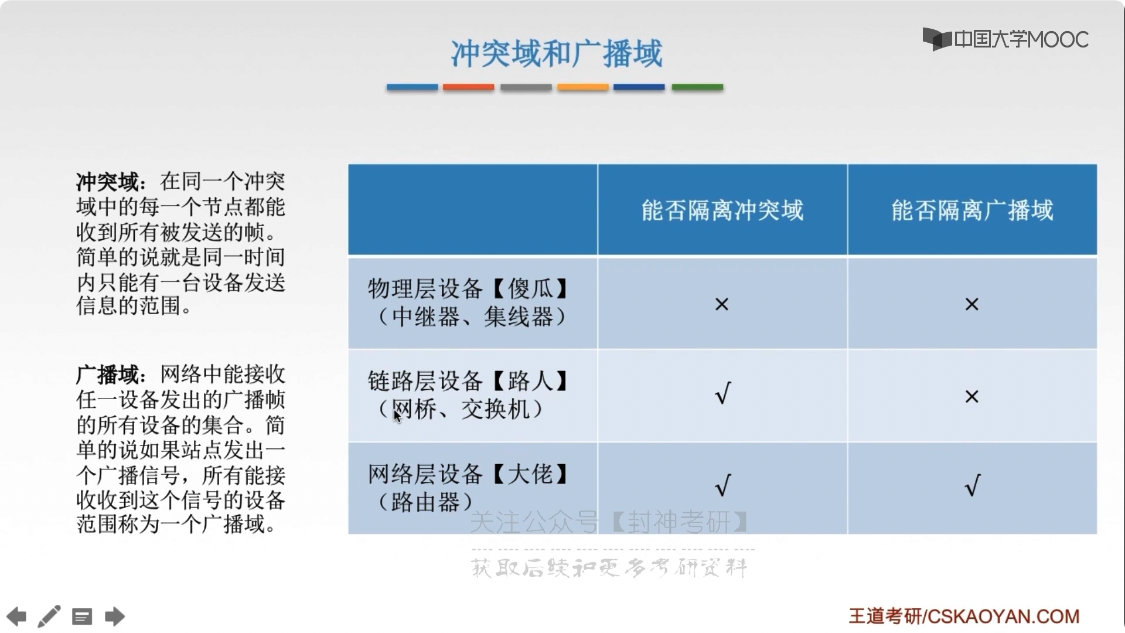 冲突域和广播域
中国大学MOOC
冲突域：在同一个冲突
域中的每一个节点都能
收到所有被发送的帧。
简单的说就是同一时间
内只能有一台设备发送
信息的范围。
广播域：网络中能接收
任一设备发出的广播帧
的所有设备的集合。简
单的说如果站点发出一
个广播信号，所有能接
收收到这个信号的设备
范围称为一个广播域。
能否隔离冲突域
能否隔离广播域
物理层设备【傻瓜】
（中继器、集线器）
×
×
链路层设备【路人】
（网桥、交换机）
√
×
网络层设备【大佬】
（路由器）
√
√
关注公众号【封神考研】
获取后续和更多考研资料
王道考研/CSKAOYAN.COM